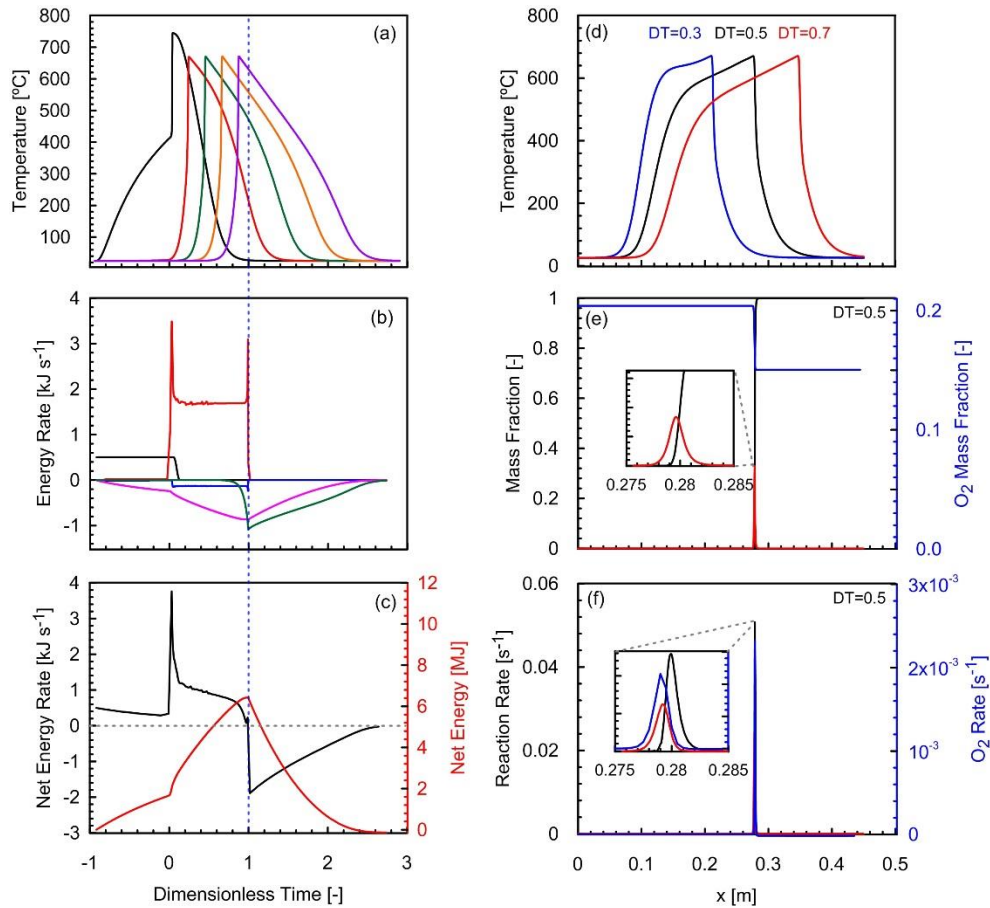 800
700
600
500
400
300
200
100
Temperature [ºC]
(a)
4
3
2
1
0
-1
Energy Rate [kJ s-1]
(b)
4
3
2
1
0
-1
-2
-3
Net Energy Rate [kJ s-1]
(c)
12
10
8
6
4
2
0
Net Energy [MJ]
-1 0 1 2 3
Dimensionless Time [-]
800
600
400
200
0
Temperature [ºC]
(d)
DT=0.3 DT=0.5 DT=0.7
1
0.8
0.6
0.4
0.2
0
Mass Fraction [-]
(e)
DT=0.5
0.275 0.28 0.285
0.2
0.1
0.0
O2 Mass Fraction [-]
0.06
0.04
0.02
0
Reaction Rate [s-1]
(f)
DT=0.5
0.275 0.28 0.285
3x10-3
2x10-3
10-3
0
O2 Rate [s-1]
0 0.1 0.2 0.3 0.4 0.5
x [m]